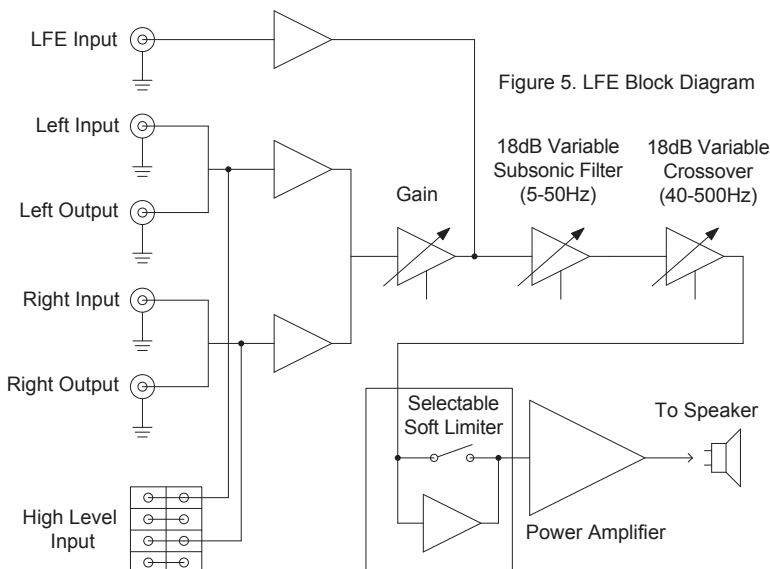 LFE Input
Figure 5. LFE Block Diagram
Left Input
18dB Variable
Subsonic Filter
(5-50Hz)
18dB Variable
Crossover
(40-500Hz)
Left Output
Gain
Right Input
Right Output
Selectable
Soft Limiter
To Speaker
High Level
Input
Power Amplifier